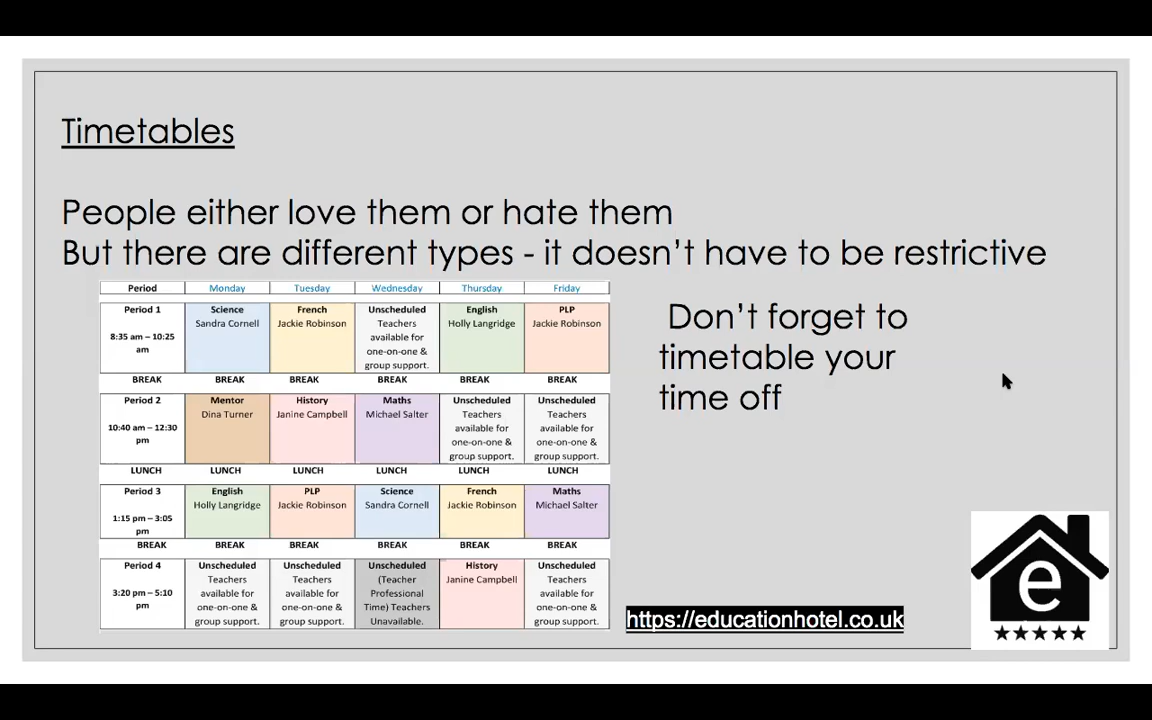 Timetables
People either love them or hate them
But there are different types - it doesn't have to be restrictive
Period Monday Tuesday Wednesday Thursday Friday
Period 1 Science French Unscheduled English PLP
Sandra Cornell Jackie Robinson Teachers Holly Langridge Jackie Robinson
8:35 am – 10:25 available for
am one-on-one &
group support.
BREAK BREAK BREAK BREAK BREAK BREAK
Period 2 Mentor History Maths Unscheduled Unscheduled
Dina Turner Janine Campbell Michael Salter Teachers Teachers
10:40 am – 12:30 available for available for
pm one-on-one & one-on-one &
group support. group support.
LUNCH LUNCH LUNCH LUNCH LUNCH LUNCH
Period 3 English PLP Science French Maths
Holly Langridge Jackie Robinson Sandra Cornell Jackie Robinson Michael Salter
1:15 pm – 3:05
pm
BREAK BREAK BREAK BREAK BREAK BREAK
Period 4 Unscheduled Unscheduled Unscheduled History Unscheduled
Teachers Teachers (Teacher Janine Campbell Teachers
3:20 pm – 5:10 available for available for Professional available for
pm one-on-one & one-on-one & Time) Teachers one-on-one &
group support. group support. Unavailable. group support.
Don't forget to
timetable your
time off
https://educationhotel.co.uk
e